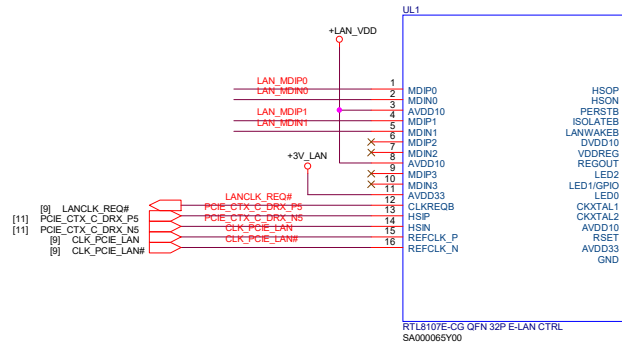 UL1
+LAN_VDD
LAN_MDIP0 1 MDIP0 HSOP
LAN_MDIN0 2 MDIN0 HSON
3 AVDD10 PERSTB
LAN_MDIP1 4 MDIP1 ISOLATEB
LAN_MDIN1 5 MDIN1 LANWAKEB
6 MDIP2 DVDD10
7 MDIN2 VDDREG
+3V_LAN 8 AVDD10 REGOUT
9 MDIP3 LED2
10 MDIN3 LED1/GPIO
11 AVDD33 LED0
[9] LANCLK_REQ# LANCLK_REQ# 12 CLKREQB CKXTAL1
[11] PCIE_CTX_C_DRX_P5 PCIE_CTX_C_DRX_P5 13 HSIP CKXTAL2
[11] PCIE_CTX_C_DRX_N5 PCIE_CTX_C_DRX_N5 14 HSIN AVDD10
[9] CLK_PCIE_LAN CLK_PCIE_LAN 15 REFCLK_P RSET
[9] CLK_PCIE_LAN# CLK_PCIE_LAN# 16 REFCLK_N AVDD33
GND
RTL8107E-CG QFN 32P E-LAN CTRL
SA000065Y00